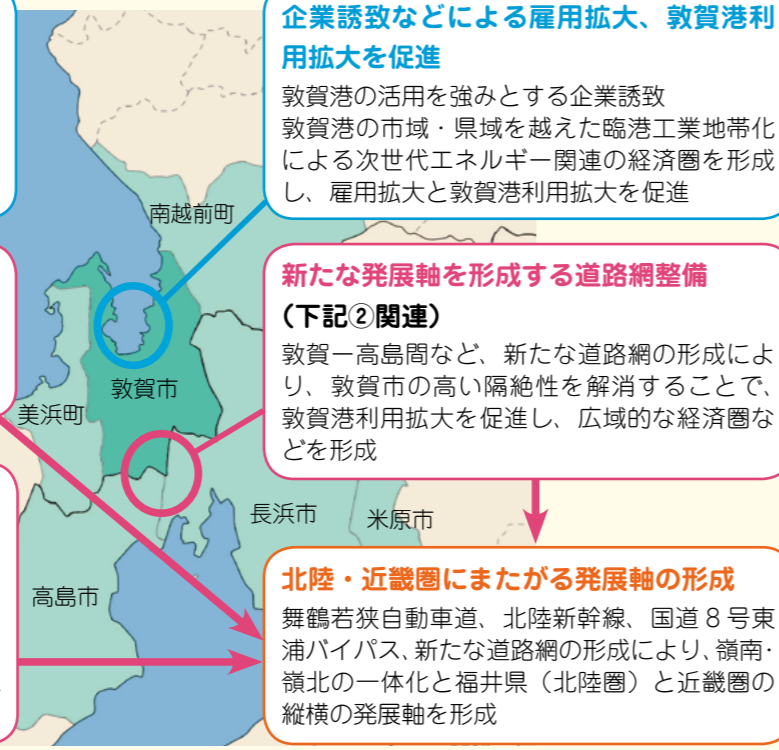 企業誘致などによる雇用拡大、敦賀港利
用拡大を促進
敦賀港の活用を強みとする企業誘致
敦賀港の市域・県域を越えた臨港工業地帯化
による次世代エネルギー関連の経済圏を形成
し、雇用拡大と敦賀港利用拡大を促進
南越前町
新たな発展軸を形成する道路網整備
(下記②関連)
敦賀ー高島間など、新たな道路網の形成によ
り、敦賀市の高い隔絶性を解消することで、
敦賀港利用拡大を促進し、広域的な経済圏な
どを形成
敦賀市
美浜町
長浜市
米原市
高島市
北陸・近畿圏にまたがる発展軸の形成
舞鶴若狭自動車道、北陸新幹線、国道８号東
浦バイパス、新たな道路網の形成により、嶺南・
嶺北の一体化と福井県（北陸圏）と近畿圏の
縦横の発展軸を形成